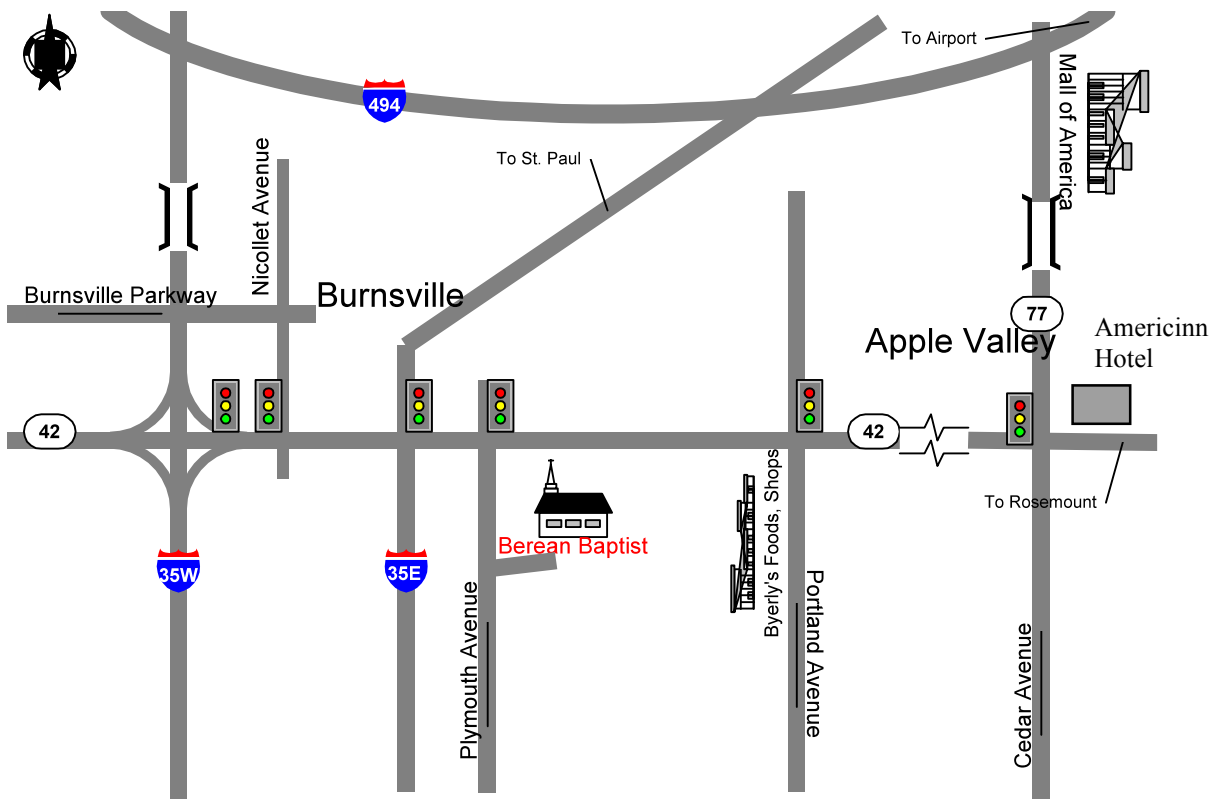 To Airport
Mall of America
494
To St. Paul
Nicollet Avenue
Burnsville Parkway
Burnsville
77
Apple Valley
Americinn
Hotel
42
42
To Rosemount
Byerly's Foods, Shops
Berean Baptist
35W
35E
Plymouth Avenue
Portland Avenue
Cedar Avenue